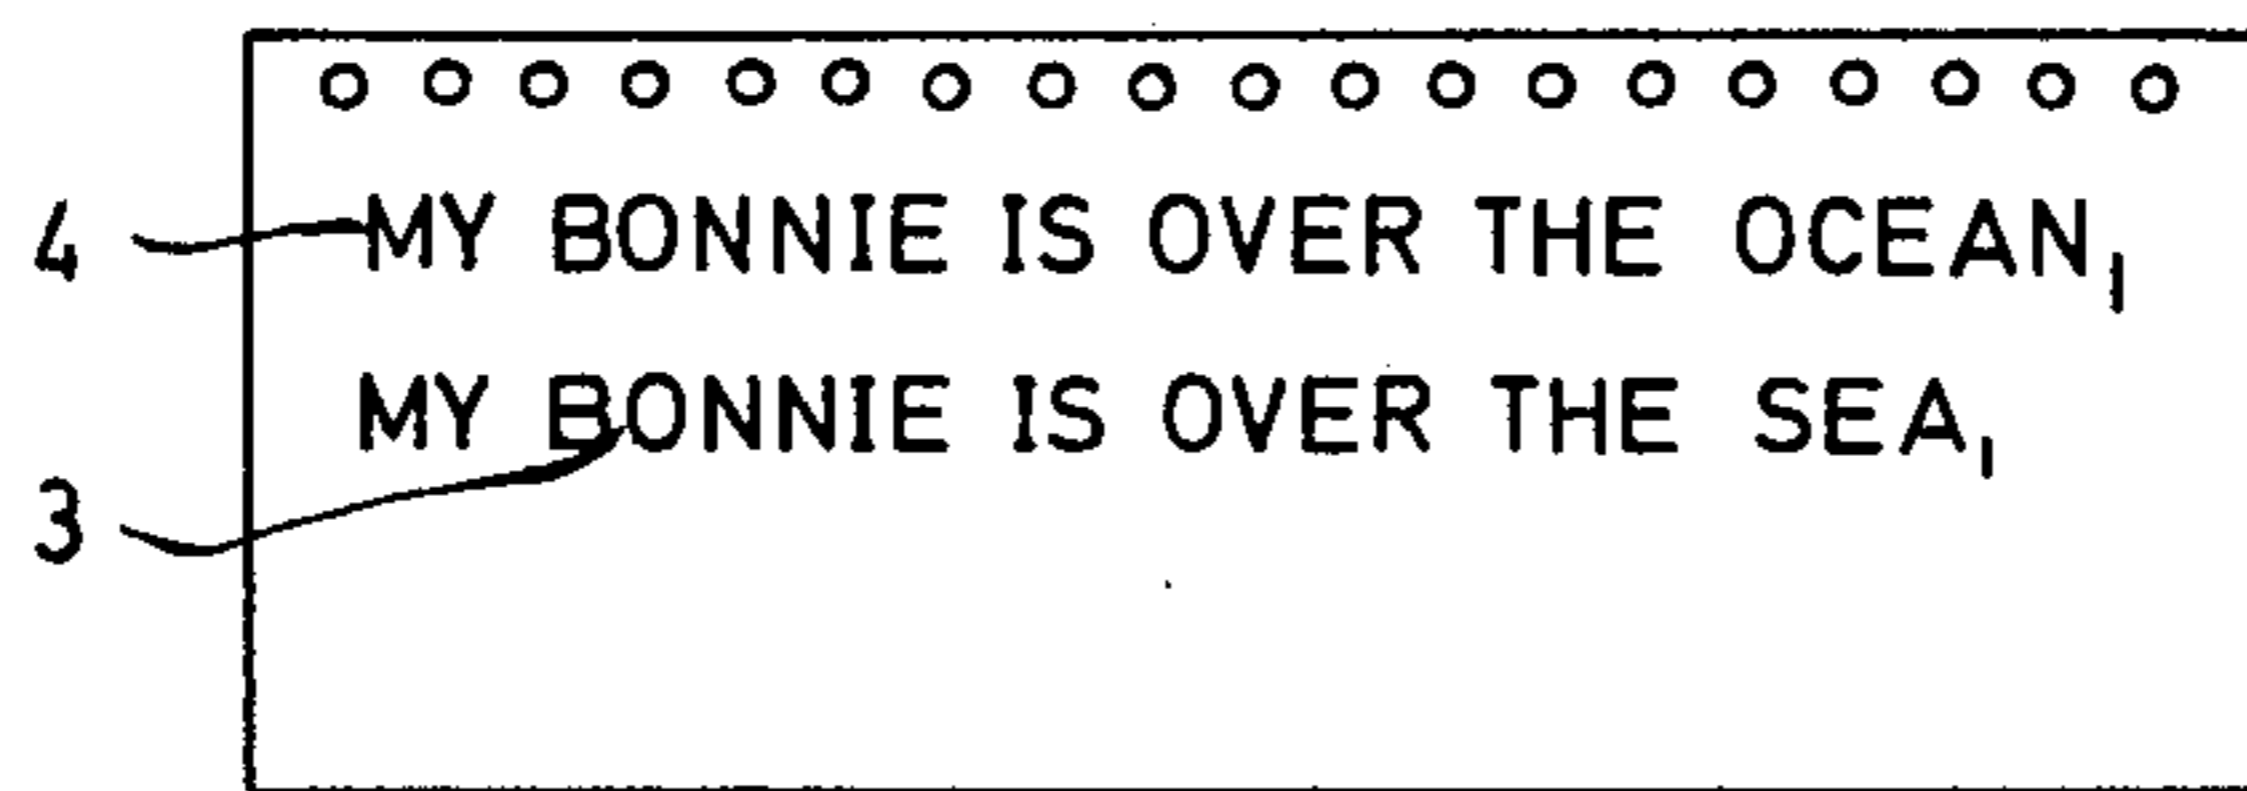 4 MY BONNIE IS OVER THE OCEAN,
MY BONNIE IS OVER THE SEA,
3